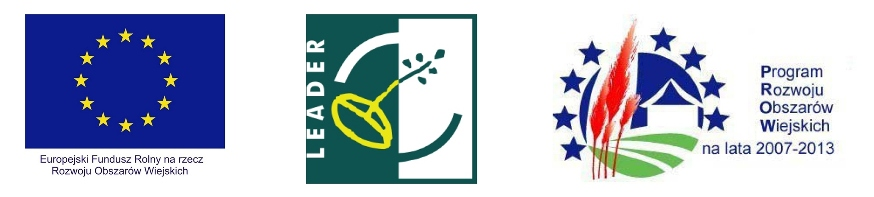 Europejski Fundusz Rolny na rzecz
Rozwoju Obszarów Wiejskich
LEADER
Program
Rozwoju
Obszarów
Wiejskich
na lata 2007-2013